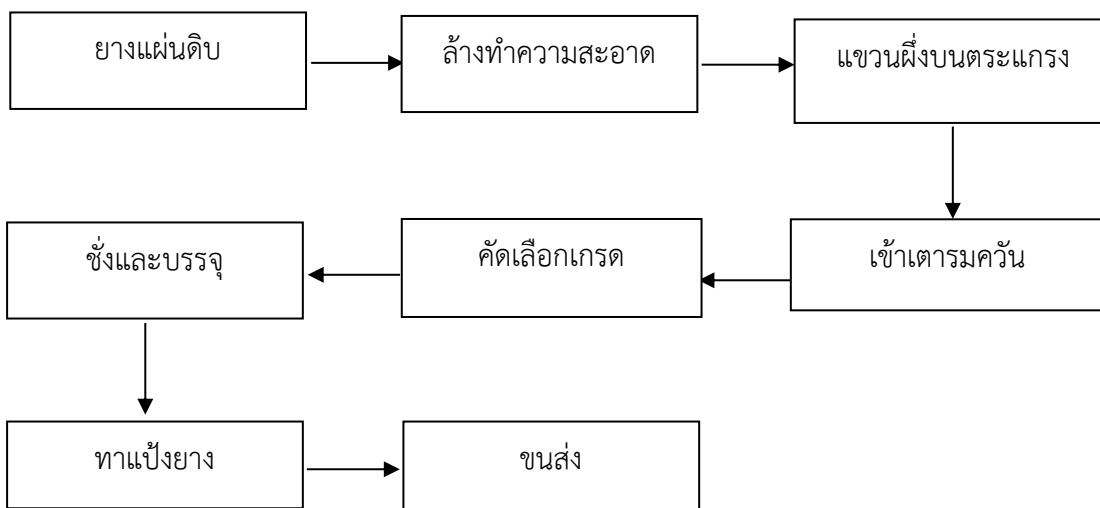 ยางแผ่นดิบ
ล้างทำความสะอาด
แขวนผึ่งบนตระแกรง
เข้าเตารมควัน
คัดเลือกเกรด
ชั่งและบรรจุ
ทาแป้งยาง
ขนส่ง